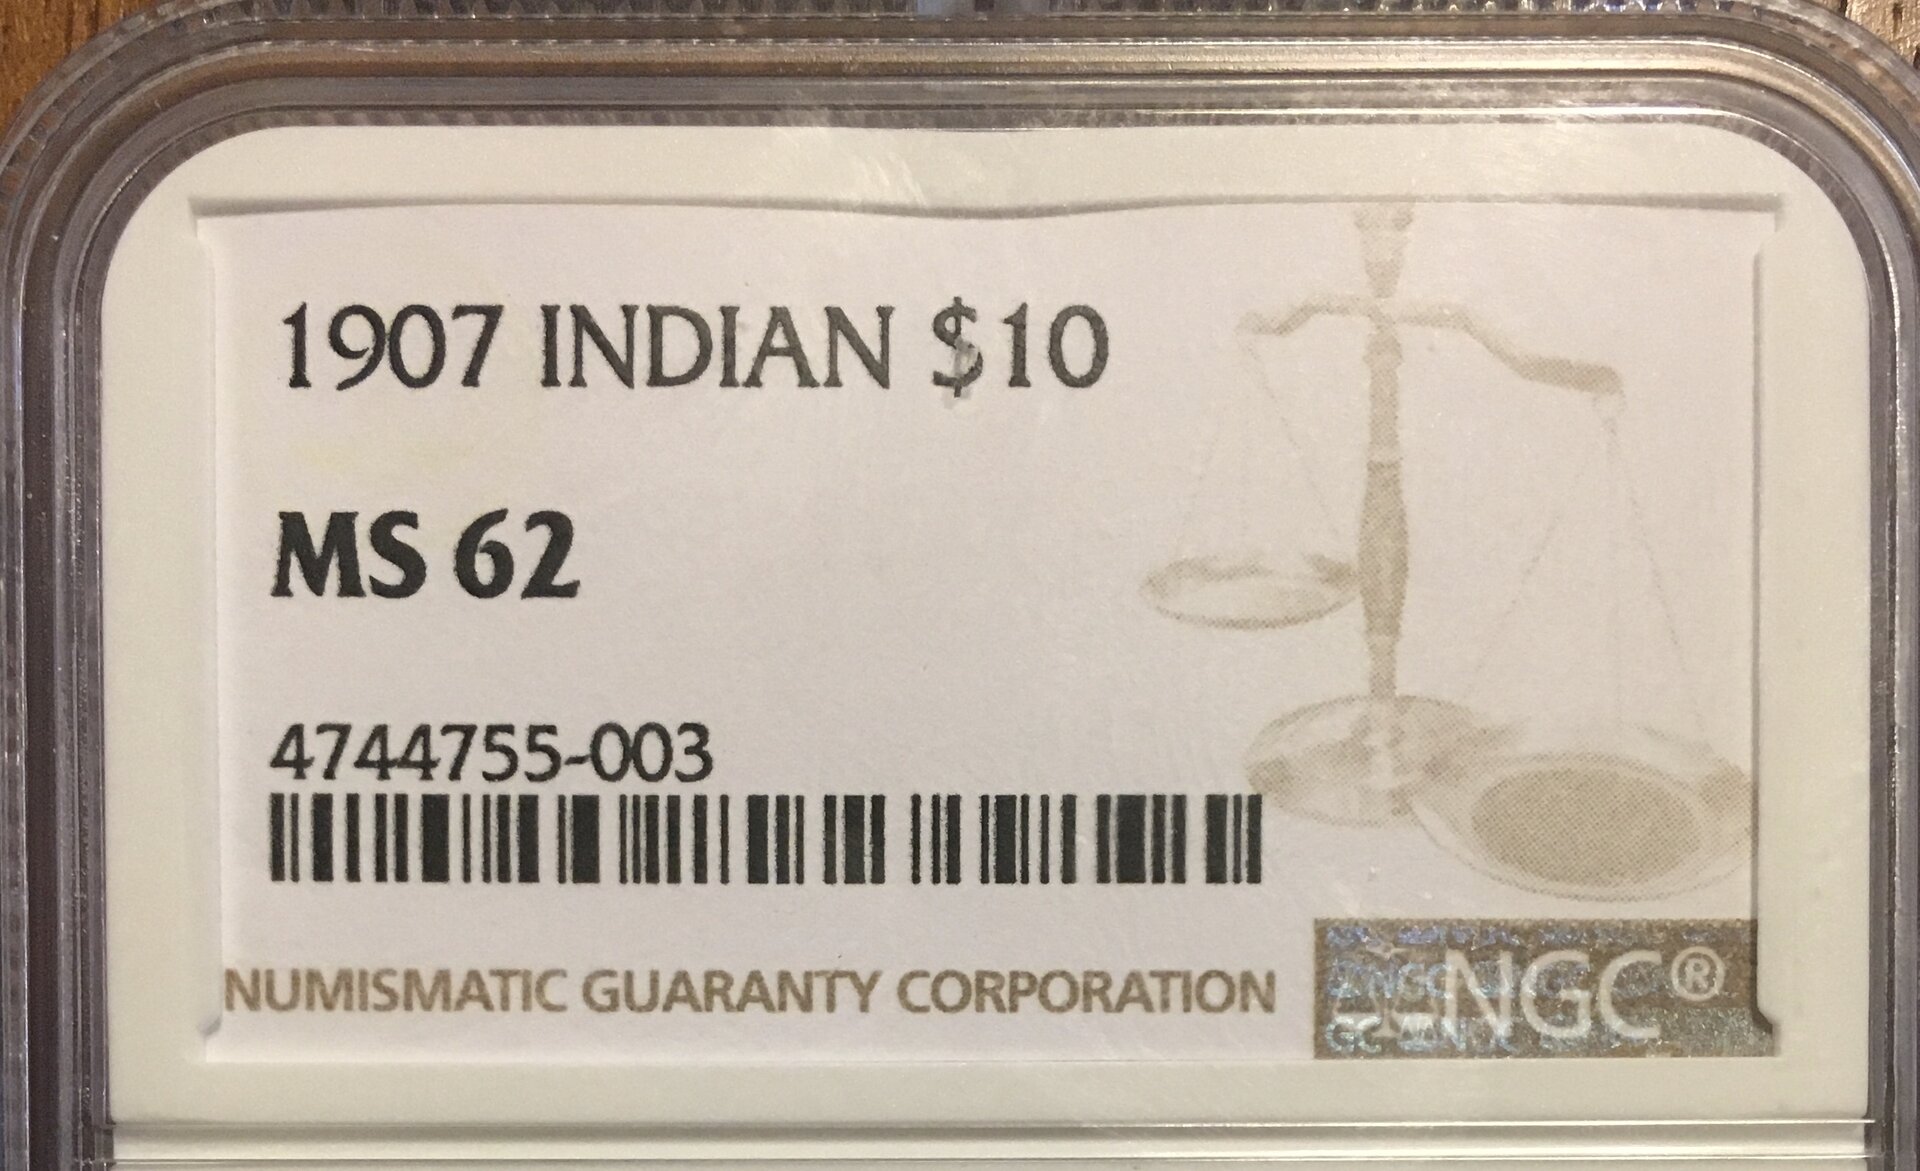 1907 INDIAN $10
MS 62
4744755-003
NUMISMATIC GUARANTY CORPORATION
NGC®